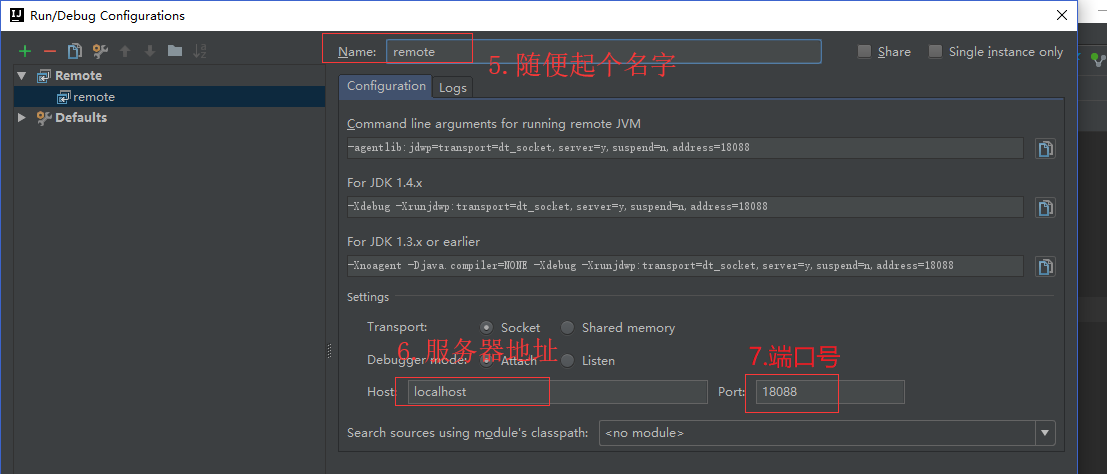 Run/Debug Configurations
Name: remote
Share
Single instance only
5.随便起个名字
Remote
remote
Defaults
Configuration
Logs
Command line arguments for running remote JVM
-agentlib:jdwp=transport=dt_socket,server=y,suspend=n,address=18088
For JDK 1.4.x
-Xdebug -Xrunjdwp:transport=dt_socket,server=y,suspend=n,address=18088
For JDK 1.3.x or earlier
-Xnoagent -Djava.compiler=NONE -Xdebug -Xrunjdwp:transport=dt_socket,server=y,suspend=n,address=18088
Settings
Transport: Socket Shared memory
6.服务器地址
7.端口号
Debugger mode: Attach Listen
Host: localhost Port: 18088
Search sources using module's classpath: <no module>